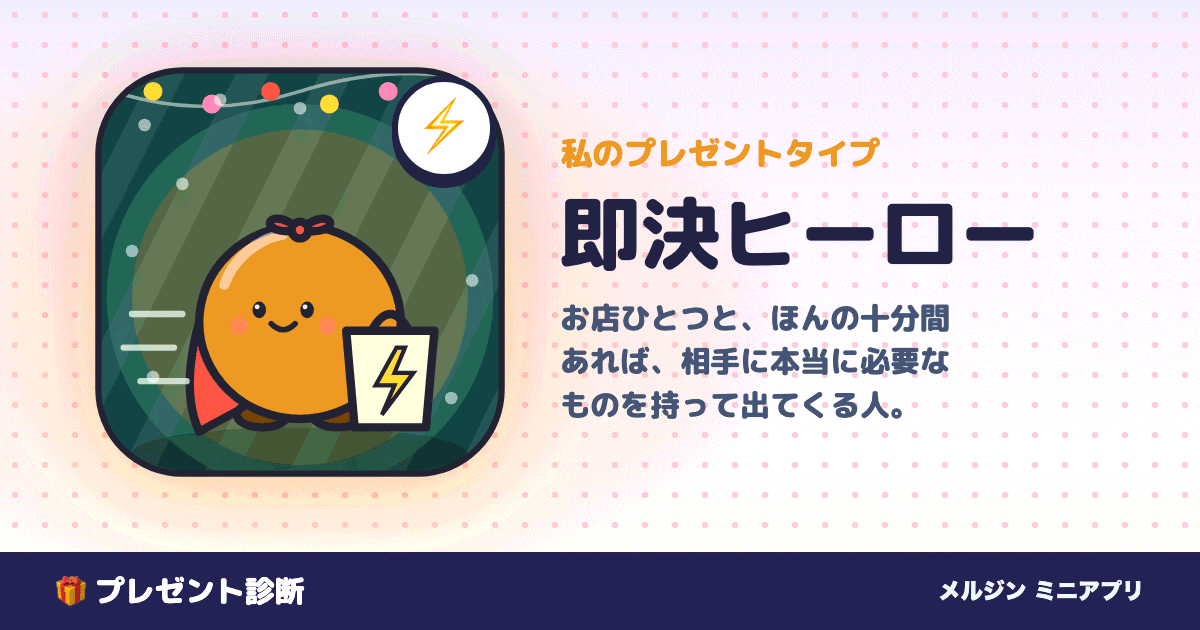 私のプレゼントタイプ
即決ヒーロー
お店ひとつと、ほんの十分間
あれば、相手に本当に必要な
ものを持って出てくる人。
プレゼント診断
メルジン ミニアプリ